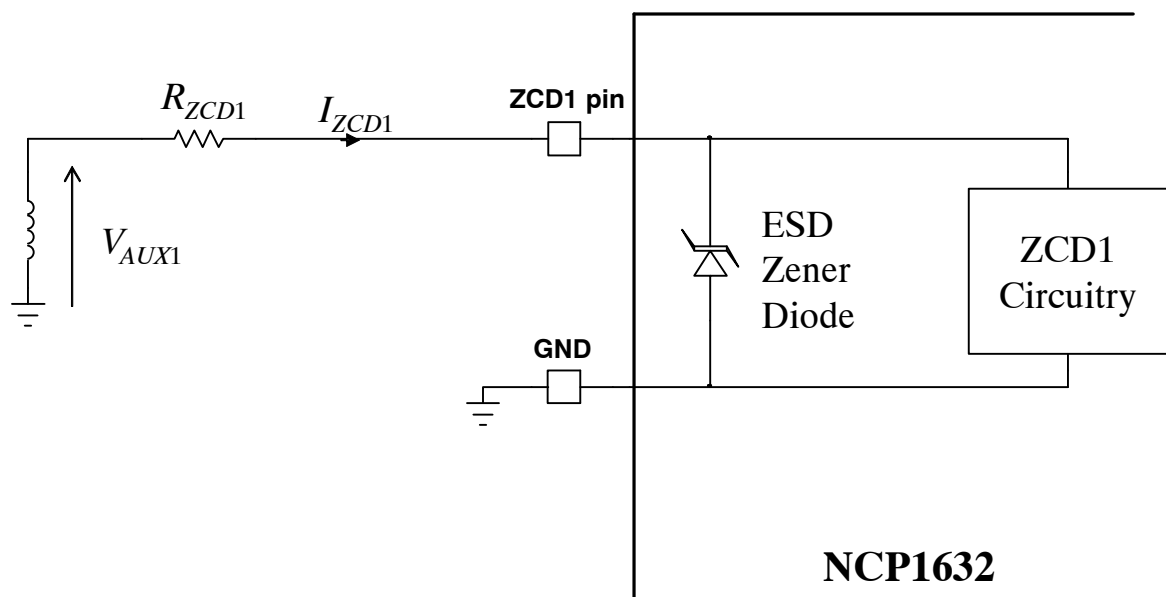 R_ZCD1
I_ZCD1
ZCD1 pin
V_AUX1
ESD
Zener
Diode
ZCD1
Circuitry
GND
NCP1632